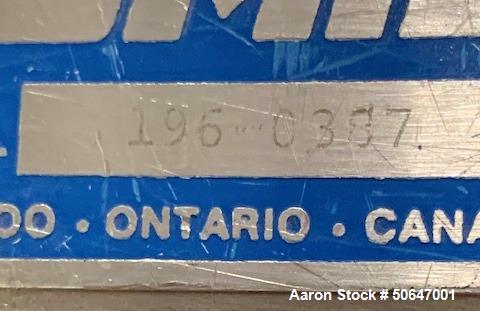 196-0387
OO · ONTARIO · CANA
Aaron Stock # 50647001